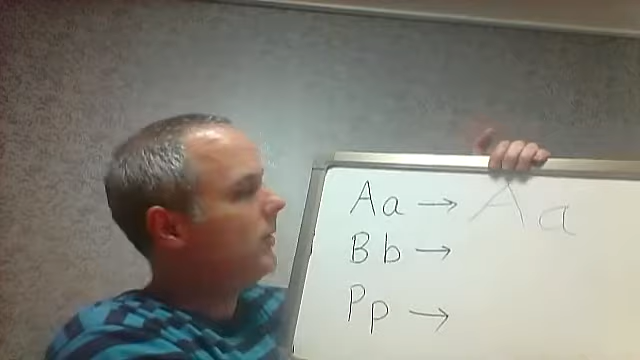 Aa → Aa
Bb →
Pp →